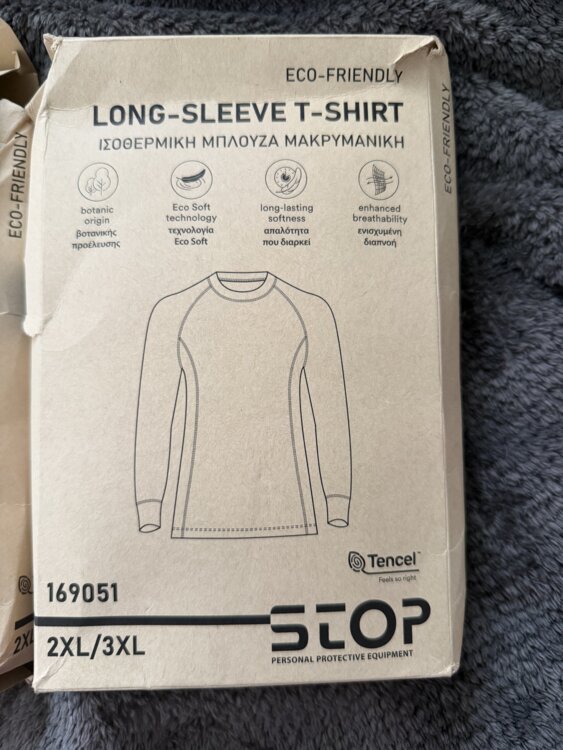 ECO-FRIENDLY
LONG-SLEEVE T-SHIRT
ΙΣΟΘΕΡΜΙΚΗ ΜΠΛΟΥΖΑ ΜΑΚΡΥΜΑΝΙΚΗ
botanic
origin
βοτανικής
προέλευσης
Eco Soft
technology
τεχνολογία
Eco Soft
long-lasting
softness
απαλότητα
που διαρκεί
enhanced
breathability
ενισχυμένη
διαπνοή
Tencel™
Feels so right
169051
2XL/3XL
STOP
PERSONAL PROTECTIVE EQUIPMENT
ECO-FRIENDLY
ECO-FRIENDLY
2XL